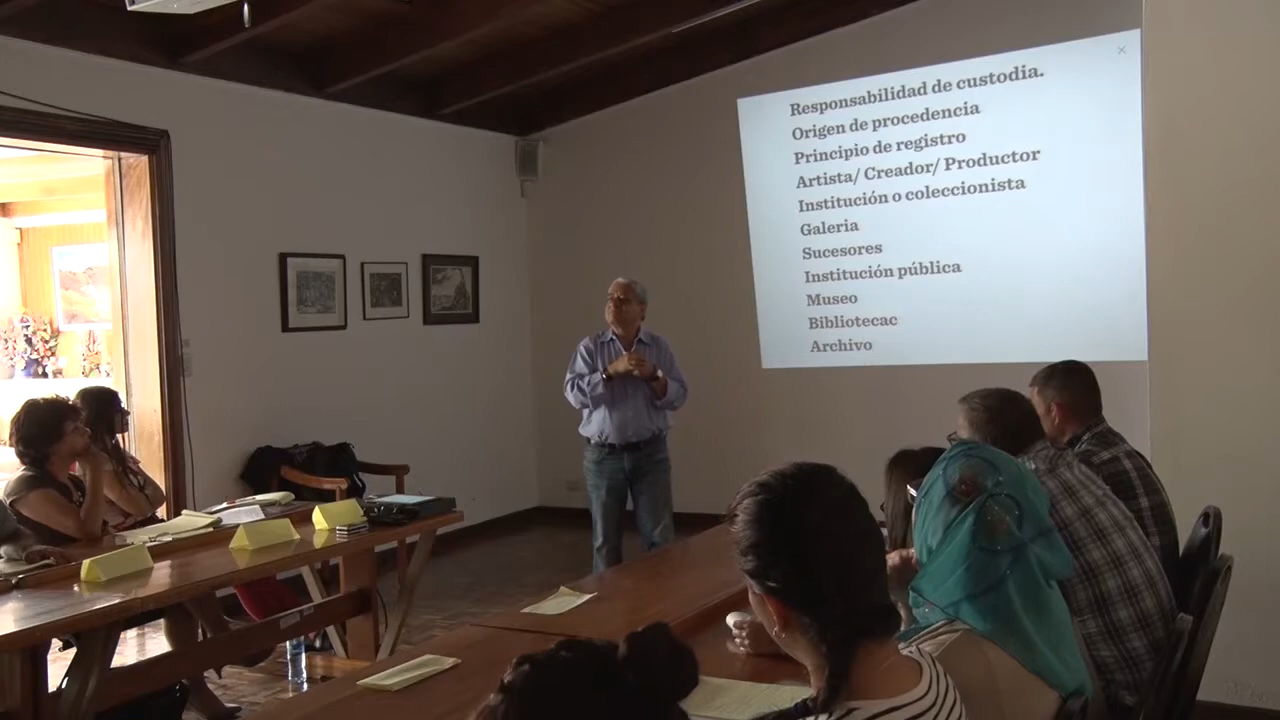 Responsabilidad de custodia.
Origen de procedencia
Principio de registro
Artista/ Creador/ Productor
Institución o coleccionista
Galeria
Sucesores
Institución pública
Museo
Bibliotecac
Archivo